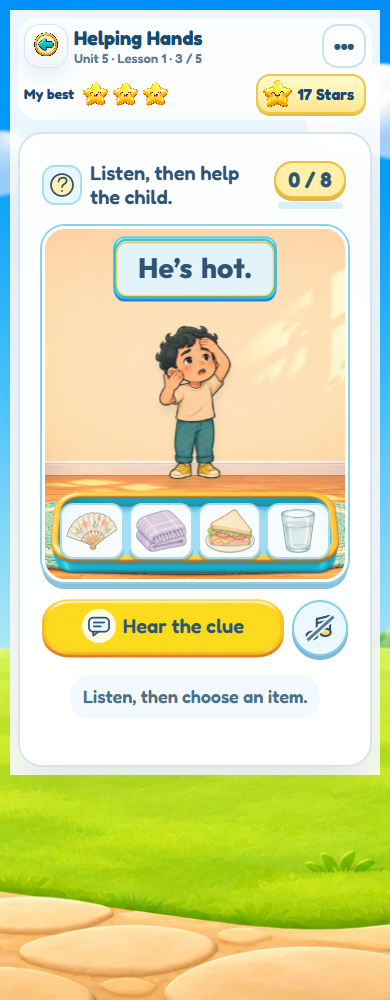 Helping Hands
Unit 5 · Lesson 1 · 3 / 5
•••
My best
17 Stars
?
Listen, then help
the child.
0 / 8
He's hot.
Hear the clue
Listen, then choose an item.